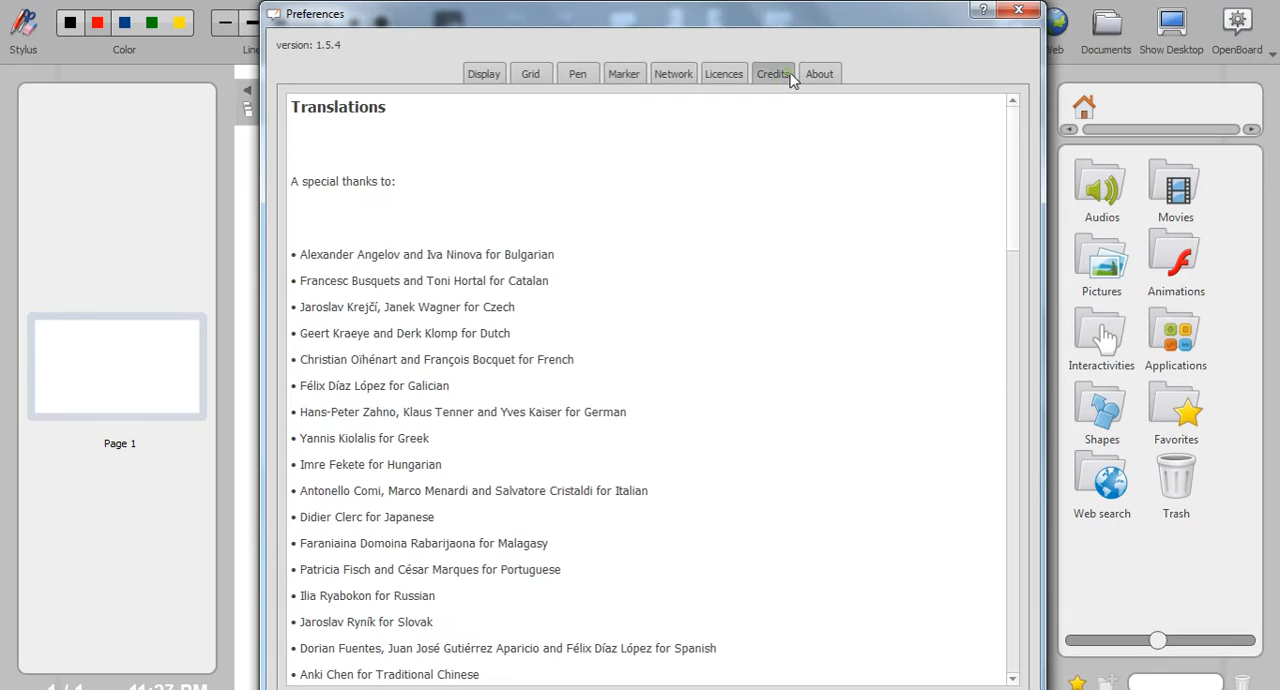 Preferences
version: 1.5.4
Stylus
Color
Web
Documents
Show Desktop
OpenBoard
Display
Grid
Pen
Marker
Network
Licences
Credits
About
Translations
A special thanks to:
• Alexander Angelov and Iva Ninova for Bulgarian
• Francesc Busquets and Toni Hortal for Catalan
• Jaroslav Krejčí, Janek Wagner for Czech
• Geert Kraeye and Derk Klomp for Dutch
• Christian Oïhénart and François Bocquet for French
• Félix Díaz López for Galician
• Hans-Peter Zahno, Klaus Tenner and Yves Kaiser for German
• Yannis Kiolalis for Greek
• Imre Fekete for Hungarian
• Antonello Comi, Marco Menardi and Salvatore Cristaldi for Italian
• Didier Clerc for Japanese
• Faraniaina Domoina Rabarijaona for Malagasy
• Patricia Fisch and César Marques for Portuguese
• Ilia Ryabokon for Russian
• Jaroslav Ryník for Slovak
• Dorian Fuentes, Juan José Gutiérrez Aparicio and Félix Díaz López for Spanish
• Anki Chen for Traditional Chinese
Page 1
Audios
Movies
Pictures
Animations
Interactivities
Applications
Shapes
Favorites
Web search
Trash